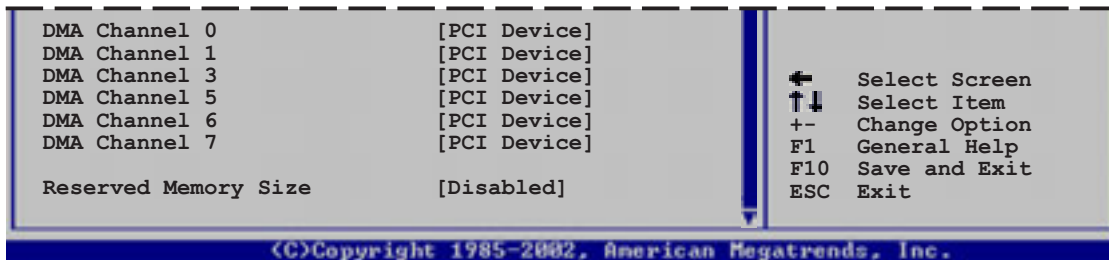 DMA Channel 0 [PCI Device]
DMA Channel 1 [PCI Device]
DMA Channel 3 [PCI Device]
DMA Channel 5 [PCI Device]
DMA Channel 6 [PCI Device]
DMA Channel 7 [PCI Device]
Reserved Memory Size [Disabled]
← Select Screen
↑↓ Select Item
+- Change Option
F1 General Help
F10 Save and Exit
ESC Exit
(C)Copyright 1985-2002, American Megatrends, Inc.